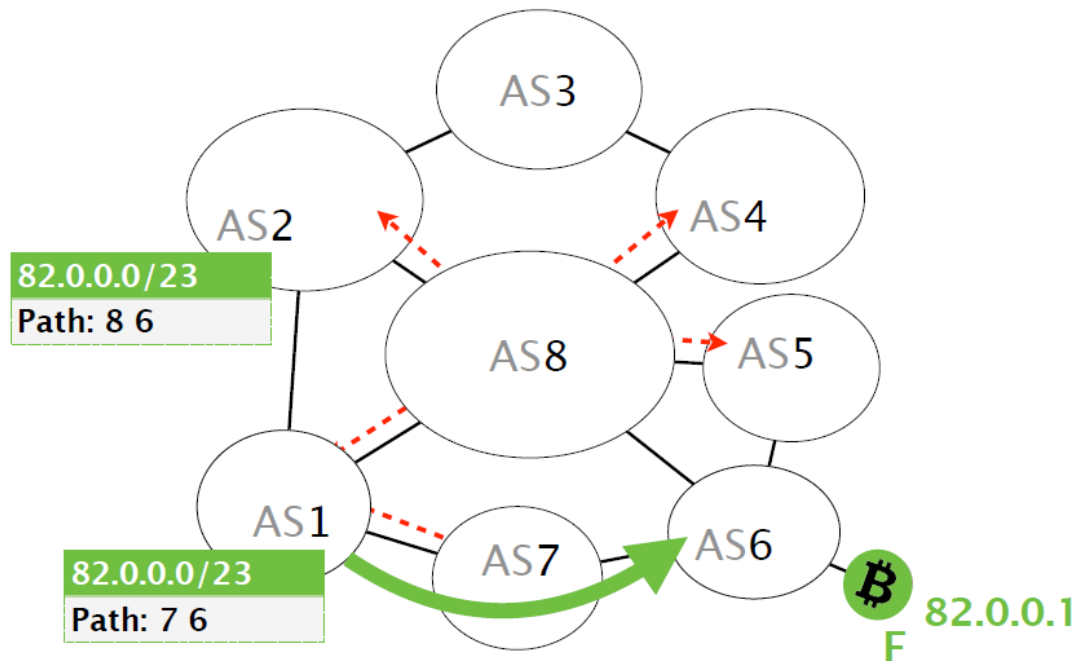 AS3
AS4
AS2
82.0.0.0/23
Path: 8 6
AS8
AS5
AS1
AS7
AS6
82.0.0.0/23
Path: 7 6
₿
82.0.0.1
F